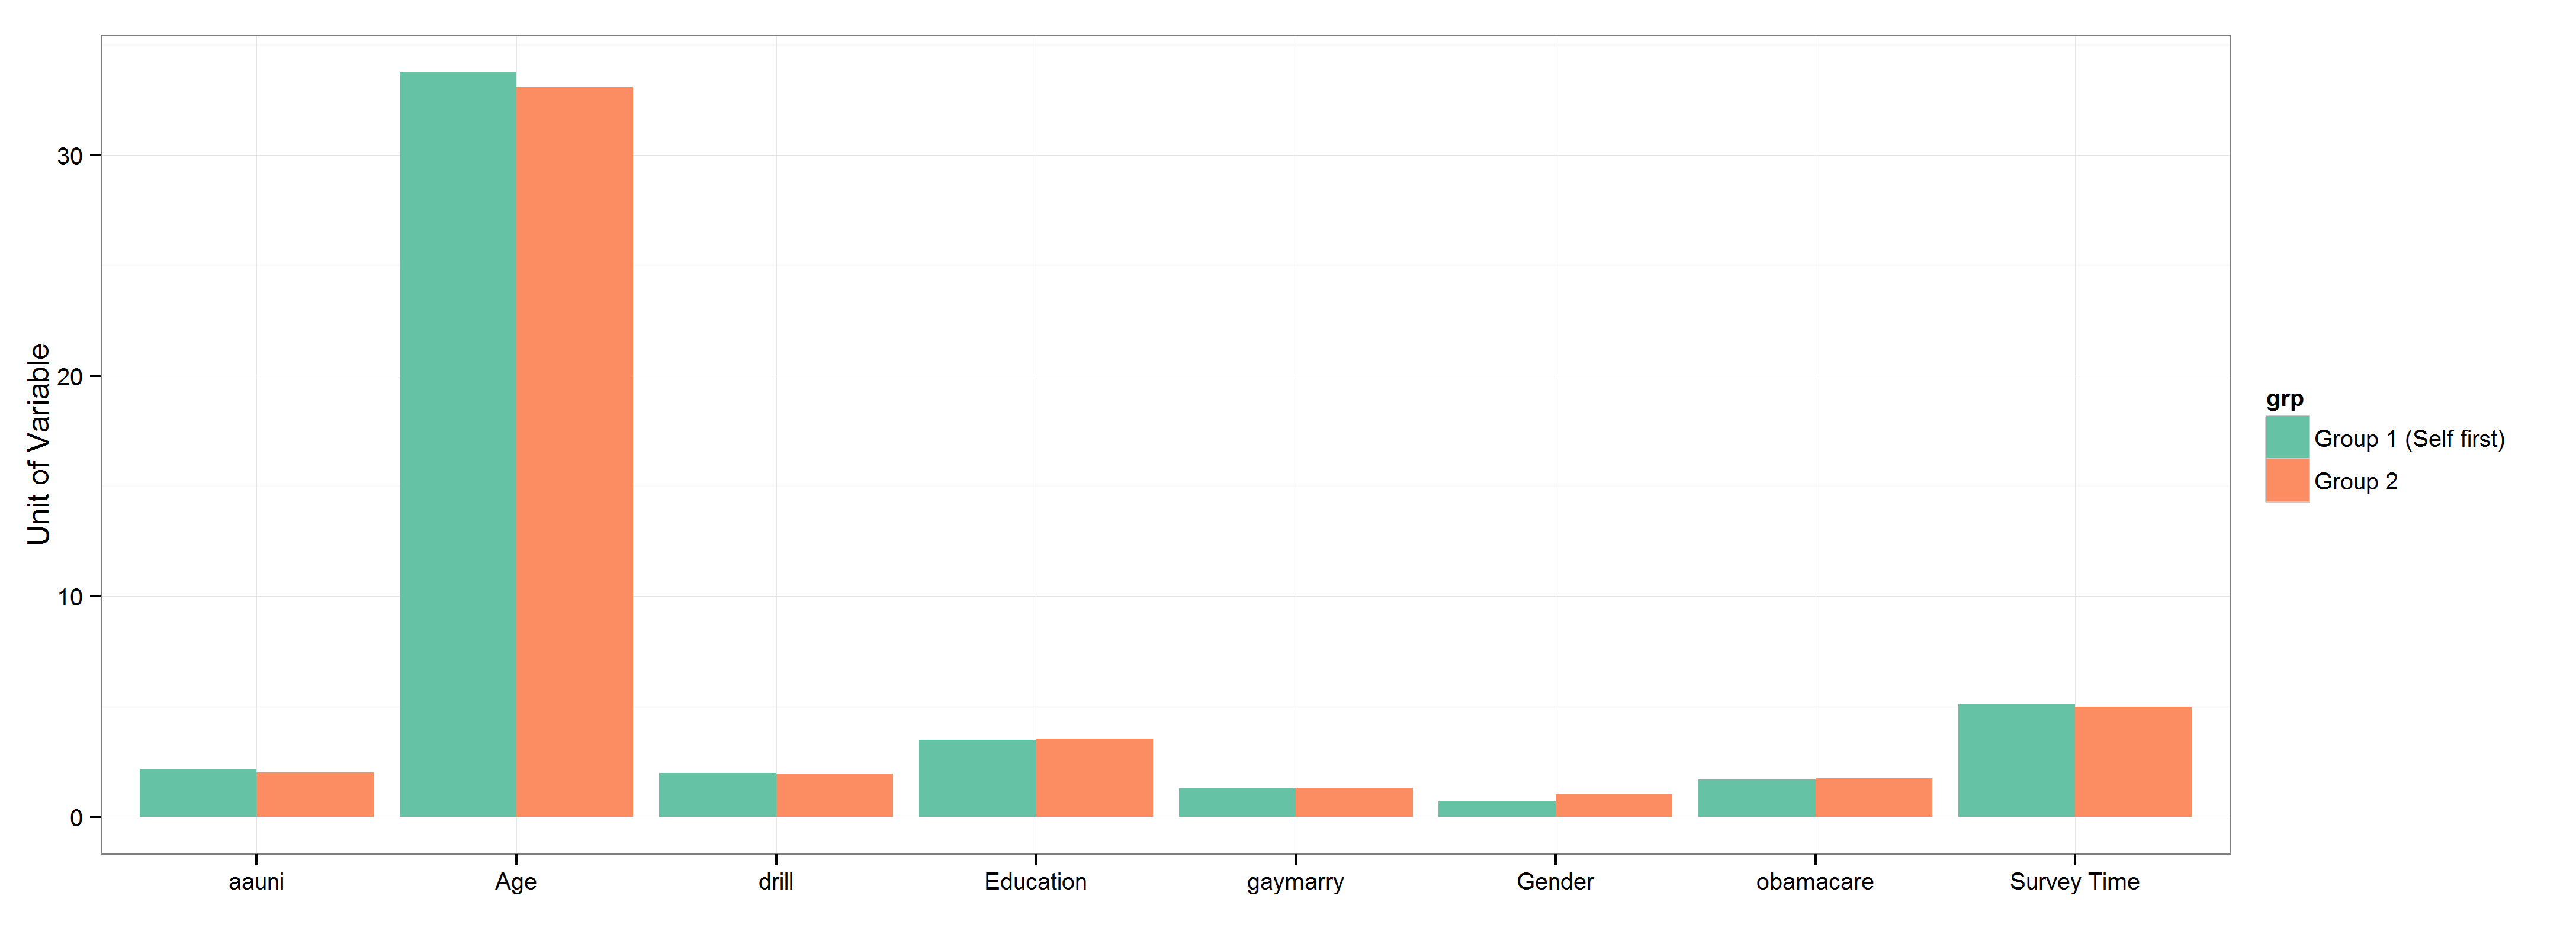 Unit of Variable
30
20
10
0
aauni Age drill Education gaymarry Gender obamacare Survey Time
grp
Group 1 (Self first)
Group 2